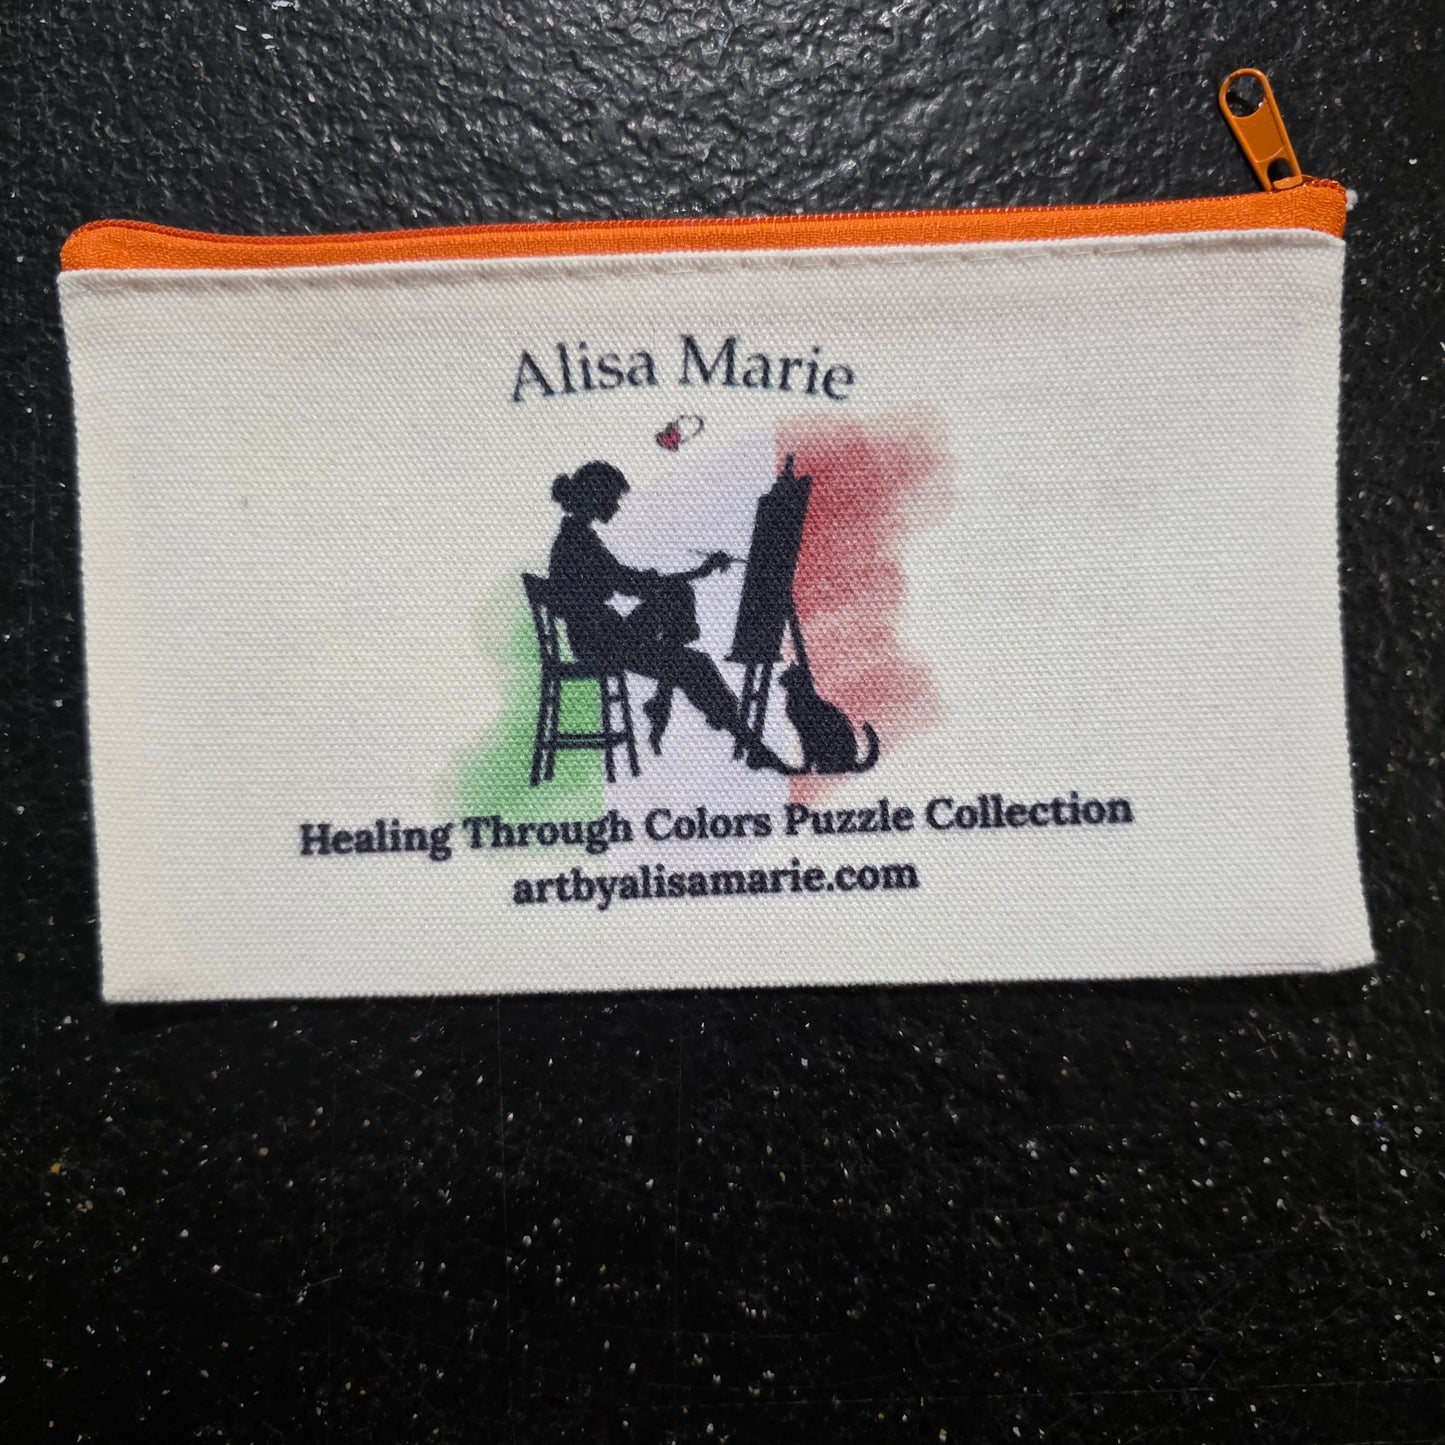 Alisa Marie
Healing Through Colors Puzzle Collection
artbyalisamarie.com